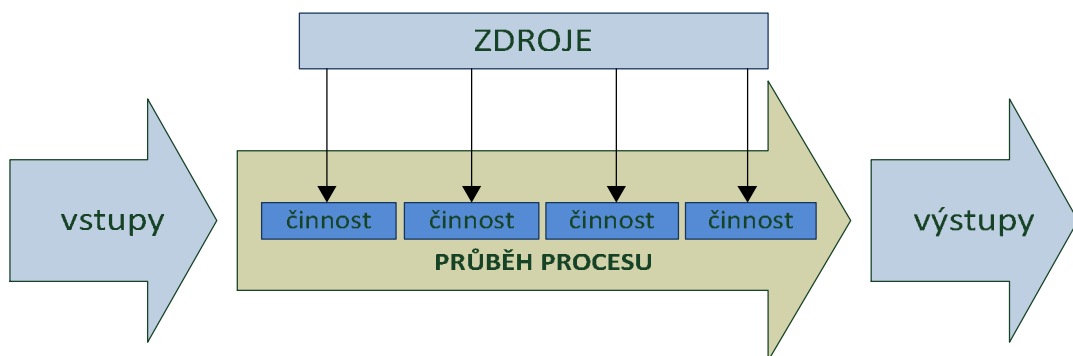 ZDROJE
vstupy
činnost
činnost
činnost
činnost
PRŮBĚH PROCESU
výstupy